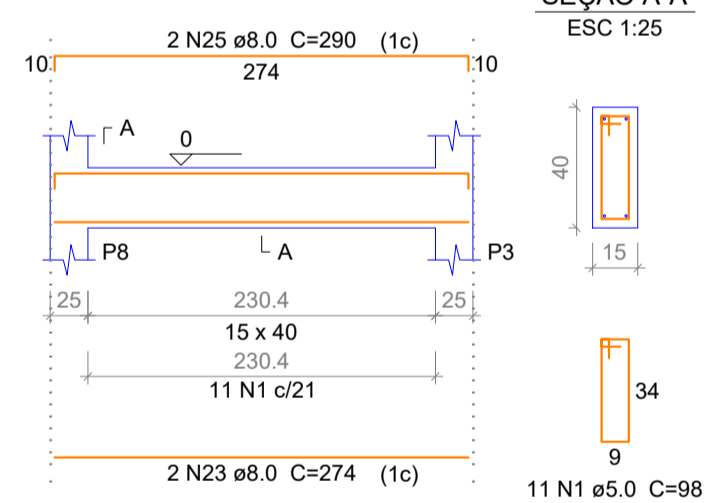 SEÇÃO A-A
ESC 1:25
2 N25 ø8.0 C=290 (1c)
10 274 10
A
0
40
15
P8 A P3
25 230.4 25
15 x 40
230.4
11 N1 c/21
34
9
2 N23 ø8.0 C=274 (1c)
11 N1 ø5.0 C=98